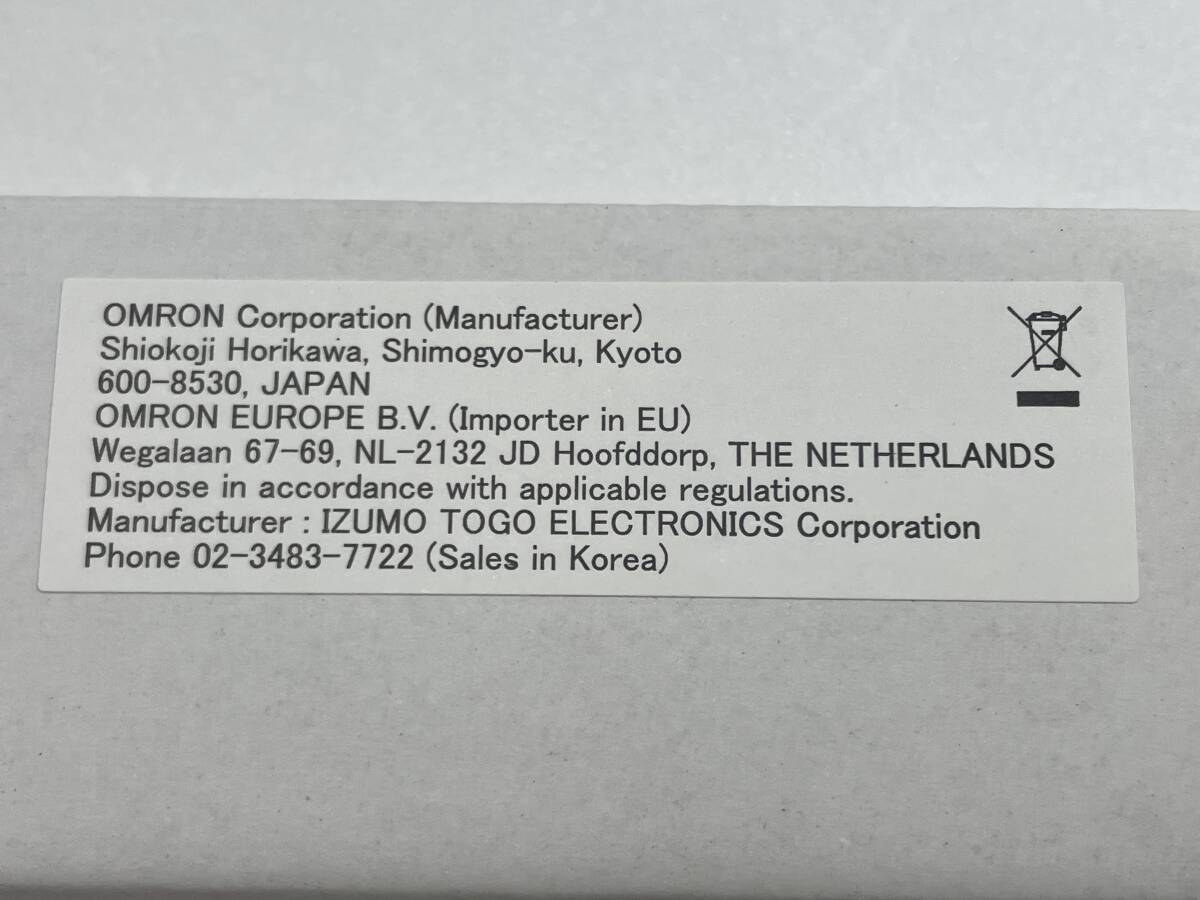 OMRON Corporation (Manufacturer)
Shiokoji Horikawa, Shimogyo-ku, Kyoto
600-8530, JAPAN
OMRON EUROPE B.V. (Importer in EU)
Wegalaan 67-69, NL-2132 JD Hoofddorp, THE NETHERLANDS
Dispose in accordance with applicable regulations.
Manufacturer : IZUMO TOGO ELECTRONICS Corporation
Phone 02-3483-7722 (Sales in Korea)